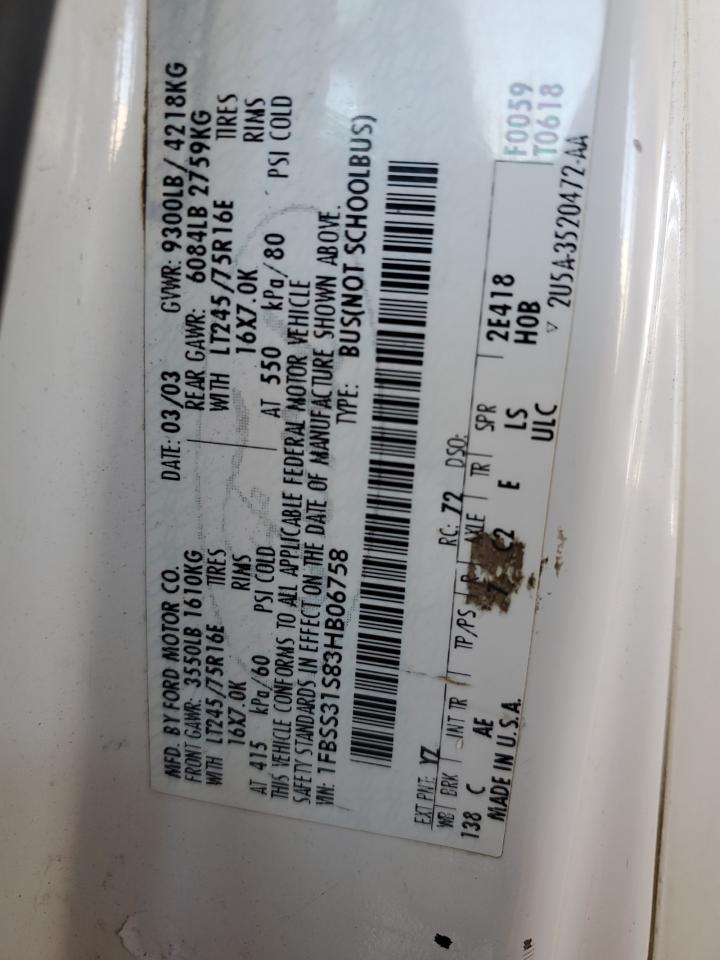 MFD. BY FORD MOTOR CO.
DATE: 03/03 GVWR: 9300LB/ 4218KG
FRONT GAWR: 3550LB 1610KG REAR GAWR: 6084LB 2759KG
WITH LT245/75R16E TIRES WITH LT245/75R16E TIRES
16X7.0K RIMS 16X7.0K RIMS
AT 415 kPa/60 PSI COLD AT 550 kPa/80 PSI COLD
THIS VEHICLE CONFORMS TO ALL APPLICABLE FEDERAL MOTOR VEHICLE
SAFETY STANDARDS IN EFFECT ON THE DATE OF MANUFACTURE SHOWN ABOVE.
VIN: 1FBSS31S83HB06758 TYPE: BUS(NOT SCHOOLBUS)
F0059
T0618
EXT PNT: YZ RC: 72 DSO:
WB BRK INT TR TP/PS R AXLE TR SPR 2E418
138 C AE C2 E LS HOB
MADE IN U.S.A. ULC
▽ 2U5A-3520472-AA